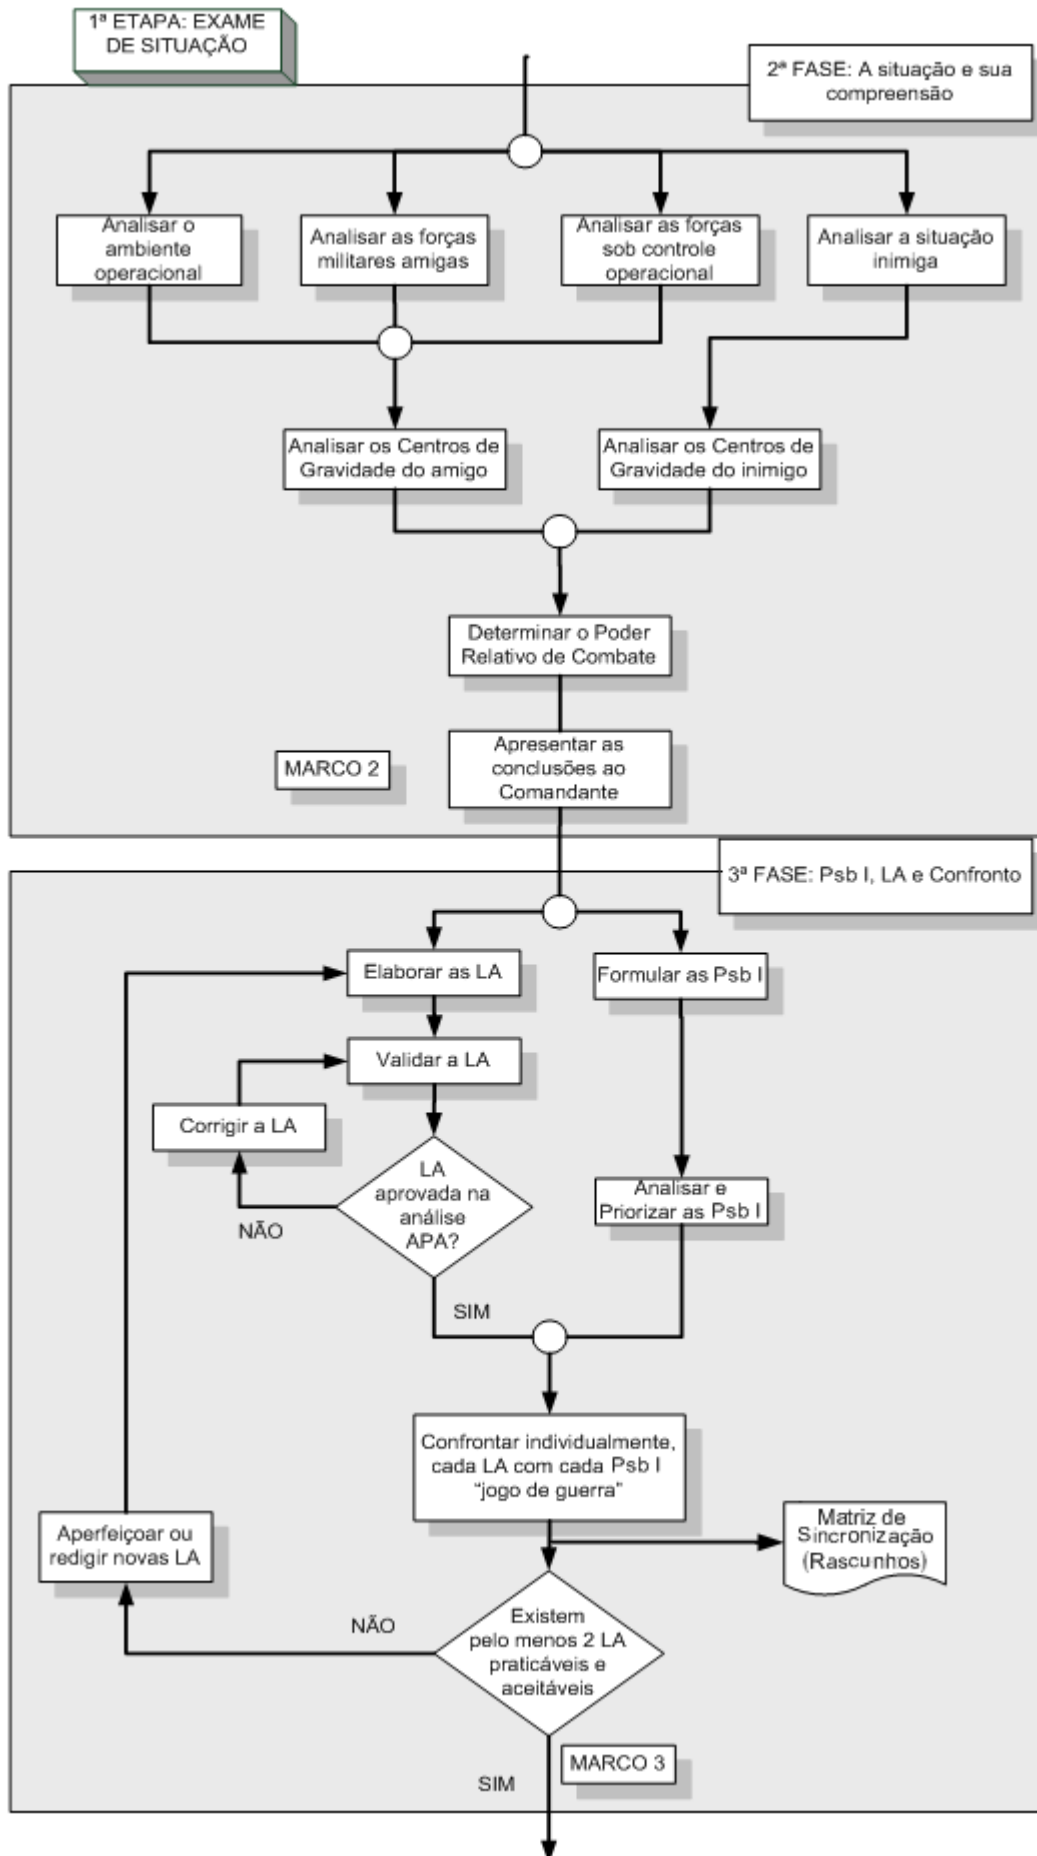 1ª ETAPA: EXAME
DE SITUAÇÃO
2ª FASE: A situação e sua
compreensão
Analisar o
ambiente
operacional
Analisar as forças
militares amigas
Analisar as forças
sob controle
operacional
Analisar a situação
inimiga
Analisar os Centros de
Gravidade do amigo
Analisar os Centros de
Gravidade do inimigo
Determinar o Poder
Relativo de Combate
Apresentar as
conclusões ao
Comandante
MARCO 2
3ª FASE: Psb I, LA e Confronto
Elaborar as LA
Formular as Psb I
Validar a LA
Corrigir a LA
LA
aprovada na
análise
APA?
NÃO
Analisar e
Priorizar as Psb I
SIM
Confrontar individualmente,
cada LA com cada Psb I
“jogo de guerra”
Aperfeiçoar ou
redigir novas LA
Matriz de
Sincronização
(Rascunhos)
NÃO
Existem
pelo menos 2 LA
praticáveis e
aceitáveis
MARCO 3
SIM